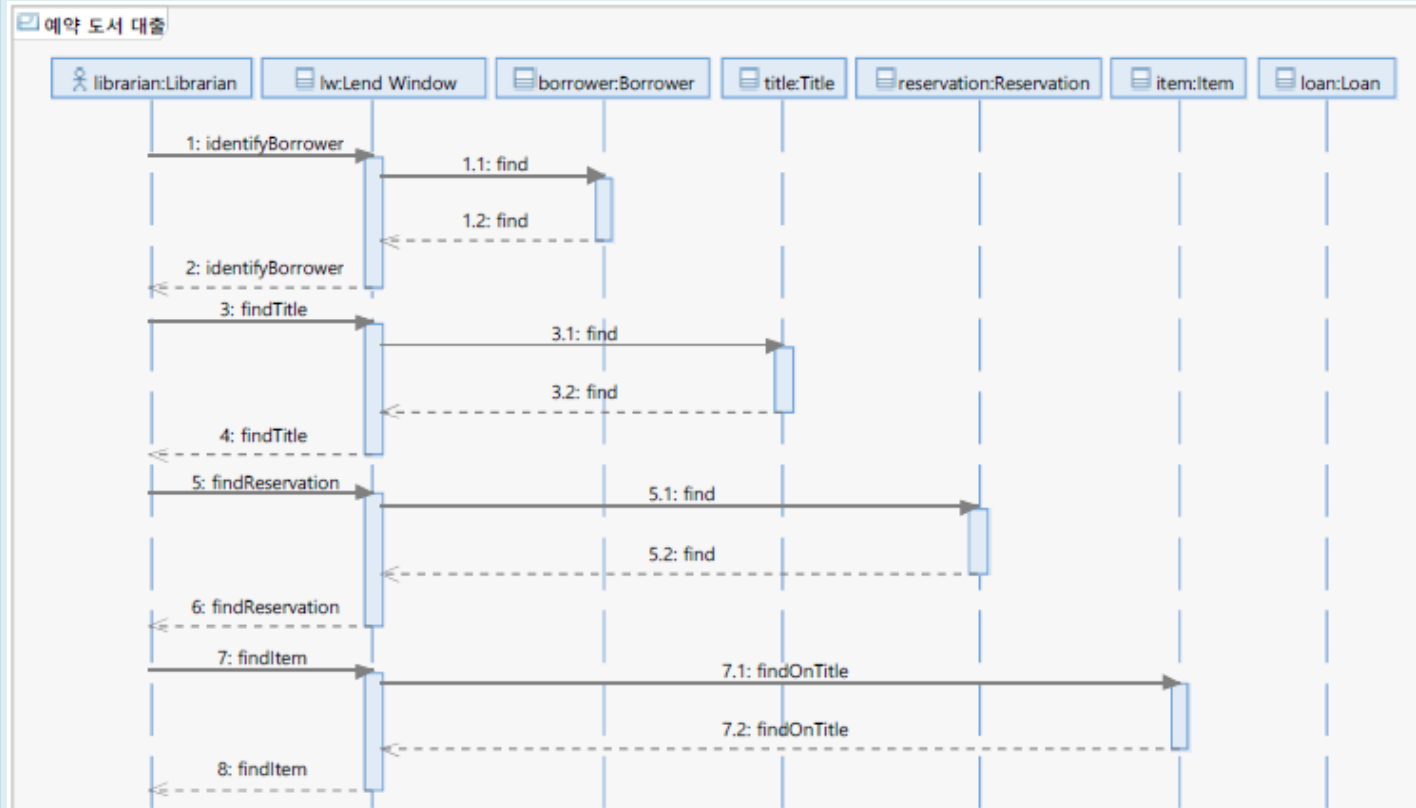 예약 도서 대출
librarian:Librarian
lw:Lend Window
borrower:Borrower
title:Title
reservation:Reservation
item:Item
loan:Loan
1: identifyBorrower
1.1: find
1.2: find
2: identifyBorrower
3: findTitle
3.1: find
3.2: find
4: findTitle
5: findReservation
5.1: find
5.2: find
6: findReservation
7: findItem
7.1: findOnTitle
7.2: findOnTitle
8: findItem